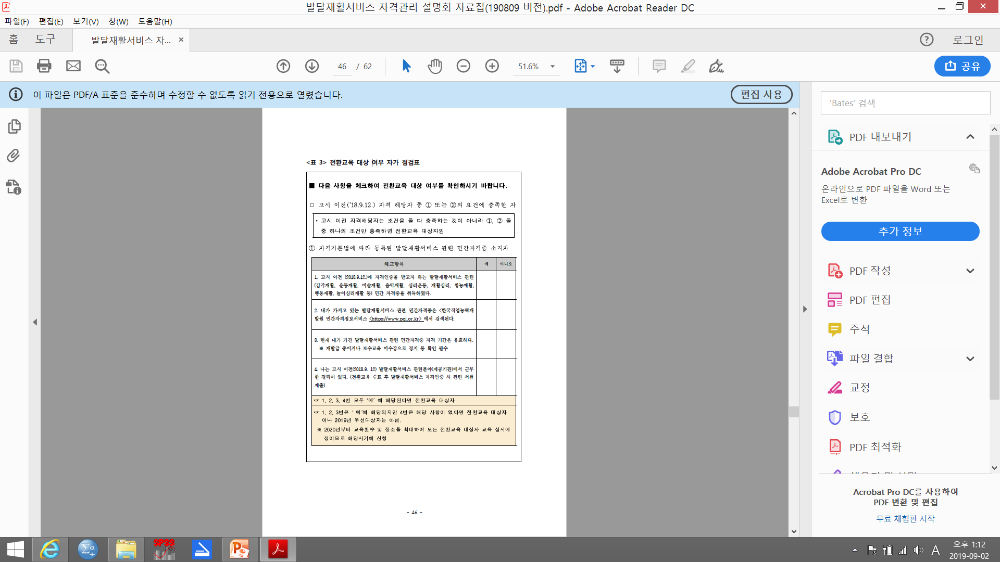 발달재활서비스 자격관리 설명회 자료집(190809 버전).pdf - Adobe Acrobat Reader DC
파일(F) 편집(E) 보기(V) 창(W) 도움말(H)
홈 도구 발달재활서비스 자... × ? 로그인
46 / 62 51.6% 공유
이 파일은 PDF/A 표준을 준수하며 수정할 수 없도록 읽기 전용으로 열렸습니다. 편집 사용
<표 3> 전환교육 대상 여부 자가 점검표
■ 다음 사항을 체크하여 전환교육 대상 여부를 확인하시기 바랍니다.
○ 고시 이전('18.9.12.) 자격 해당자 중 ① 또는 ②의 요건에 충족한 자
* 고시 이전 자격해당자는 조건을 둘 다 충족하는 것이 아니라 ①, ② 둘
중 하나의 조건만 충족하면 전환교육 대상자임
① 자격기본법에 따라 등록된 발달재활서비스 관련 민간자격증 소지자
체크항목 예 아니오
1. 고시 이전 (2018.9.12.)에 자격인증을 받고자 하는 발달재활서비스 관련
(감각재활, 운동재활, 미술재활, 음악재활, 심리운동, 재활심리, 청능재활,
행동재활, 놀이심리재활 등) 민간 자격증을 취득하였다.
2. 내가 가지고 있는 발달재활서비스 관련 민간자격증은 <한국직업능력개
발원 민간자격정보서비스 <https://www.pqi.or.kr> 에서 검색된다.
3. 현재 내가 가진 발달재활서비스 관련 민간자격증 자격 기간은 유효하다.
※ 재발급 중이거나 보수교육 미수강으로 정지 등 확인 필수
4. 나는 고시 이전(2018.9. 12) 발달재활서비스 관련분야(제공기관)에서 근무
한 경력이 있다. (전환교육 수료 후 발달재활서비스 자격인증 시 관련 서류
제출)
☞ 1, 2, 3, 4번 모두 '예' 에 해당된다면 전환교육 대상자
☞ 1, 2, 3번은 ' 예'에 해당되지만 4번은 해당 사항이 없다면 전환교육 대상자
이나 2019년 우선대상자는 아님.
※ 2020년부터 교육횟수 및 장소를 확대하여 모든 전환교육 대상자 교육 실시예
정이므로 해당시기에 신청
- 46 -
'Bates' 검색
PDF 내보내기
Adobe Acrobat Pro DC
온라인으로 PDF 파일을 Word 또는
Excel로 변환
추가 정보
PDF 작성
PDF 편집
주석
파일 결합
교정
보호
PDF 최적화
Acrobat Pro DC를 사용하여
PDF 변환 및 편집
무료 체험판 시작
SPSS
A 오후 1:12
2019-09-02